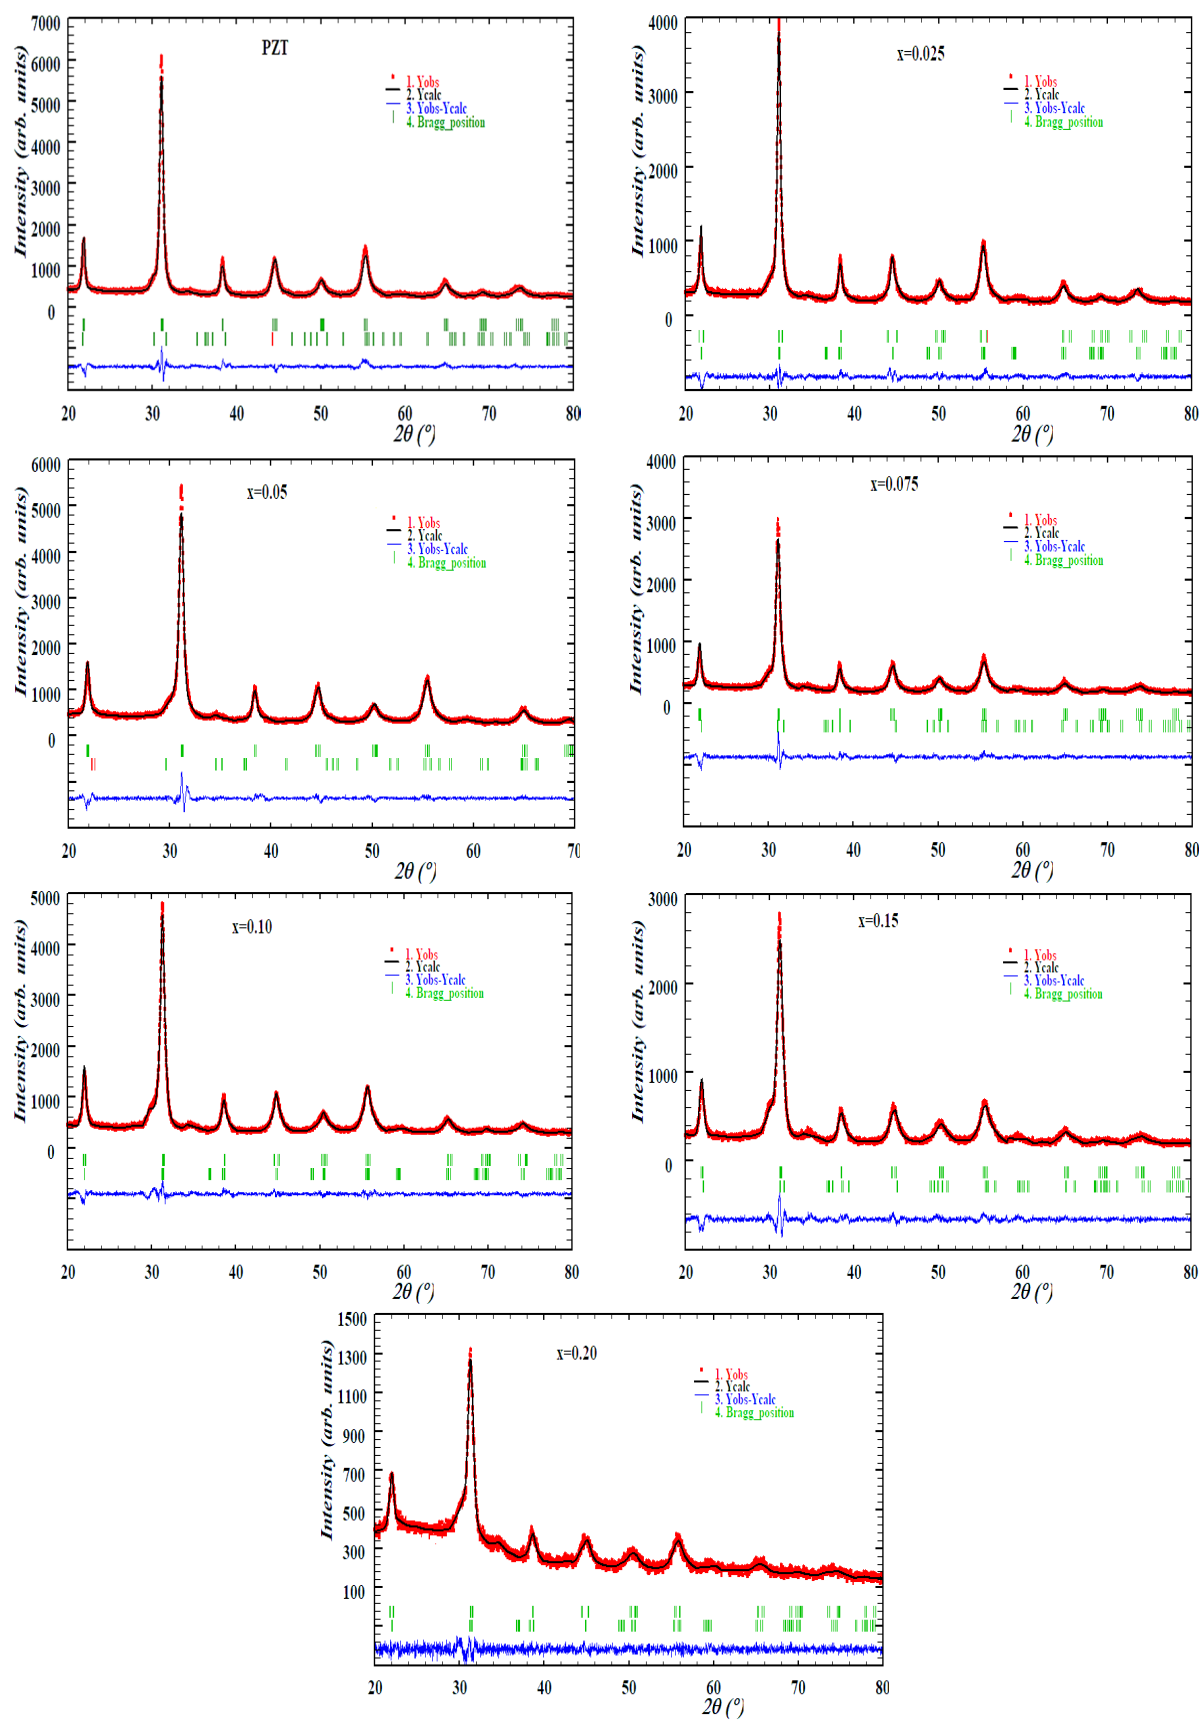 PZT
7000
6000
5000
4000
3000
2000
1000
0
Intensity (arb. units)
1. Yobs
2. Ycalc
3. Yobs-Ycalc
4. Bragg_position
20 30 40 50 60 70 80
2θ (°)
x=0.025
4000
3000
2000
1000
0
Intensity (arb. units)
1. Yobs
2. Ycalc
3. Yobs-Ycalc
4. Bragg_position
20 30 40 50 60 70 80
2θ (°)
x=0.05
6000
5000
4000
3000
2000
1000
0
Intensity (arb. units)
1. Yobs
2. Ycalc
3. Yobs-Ycalc
4. Bragg_position
20 30 40 50 60 70
2θ (°)
x=0.075
4000
3000
2000
1000
0
Intensity (arb. units)
1. Yobs
2. Ycalc
3. Yobs-Ycalc
4. Bragg_position
20 30 40 50 60 70 80
2θ (°)
x=0.10
5000
4000
3000
2000
1000
0
Intensity (arb. units)
1. Yobs
2. Ycalc
3. Yobs-Ycalc
4. Bragg_position
20 30 40 50 60 70 80
2θ (°)
x=0.15
3000
2000
1000
0
Intensity (arb. units)
1. Yobs
2. Ycalc
3. Yobs-Ycalc
4. Bragg_position
20 30 40 50 60 70 80
2θ (°)
x=0.20
1500
1300
1100
900
700
500
300
100
Intensity (arb. units)
1. Yobs
2. Ycalc
3. Yobs-Ycalc
4. Bragg_position
20 30 40 50 60 70 80
2θ (°)